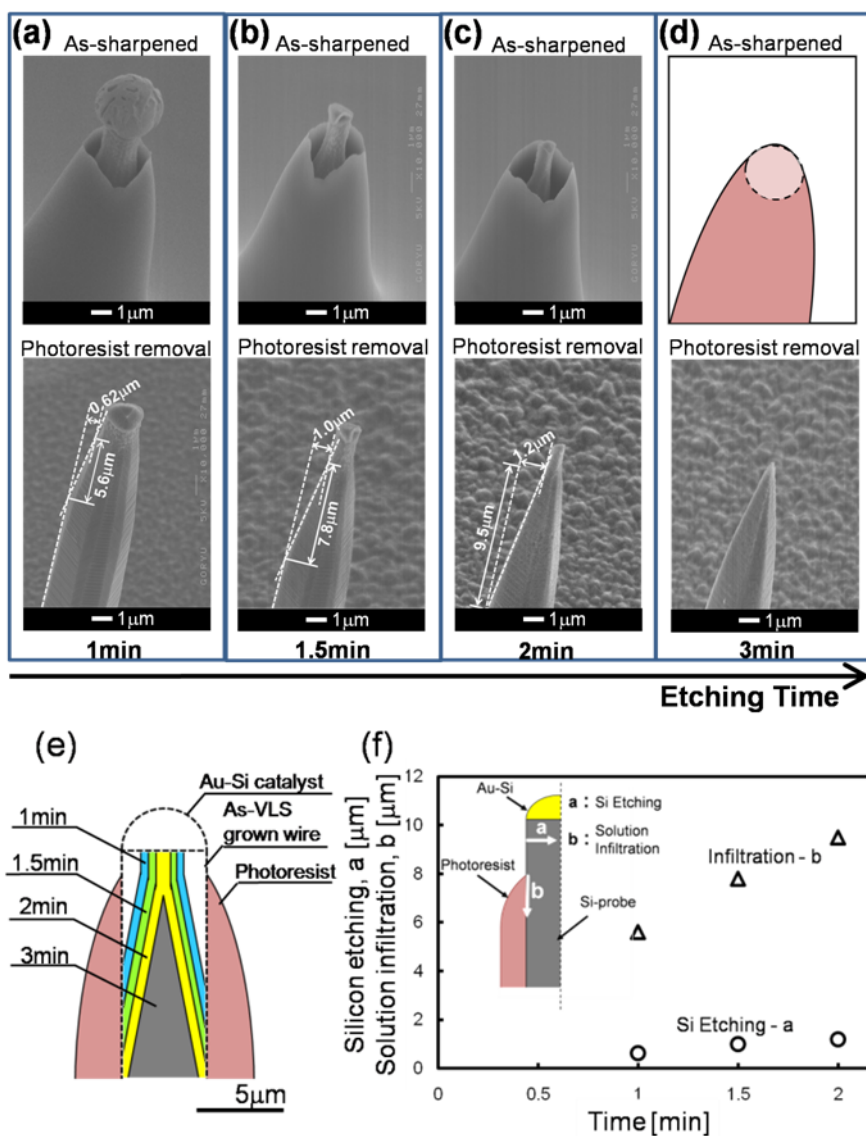 (a)
As-sharpened
1μm
Photoresist removal
0.62μm
5.6μm
1μm
1min
(b)
As-sharpened
1μm
Photoresist removal
1.0μm
7.8μm
1μm
1.5min
(c)
As-sharpened
1μm
Photoresist removal
1.2μm
9.5μm
1μm
2min
(d)
As-sharpened
Photoresist removal
1μm
3min
Etching Time
(e)
Au-Si catalyst
As-VLS
grown wire
Photoresist
1min
1.5min
2min
3min
5μm
(f)
Silicon etching, a [μm]
Solution infiltration, b [μm]
12
10
8
6
4
2
0
Au-Si
a : Si Etching
b : Solution
Infiltration
Photoresist
a
b
Si-probe
Infiltration - b
Si Etching - a
0
0.5
1
1.5
2
Time [min]